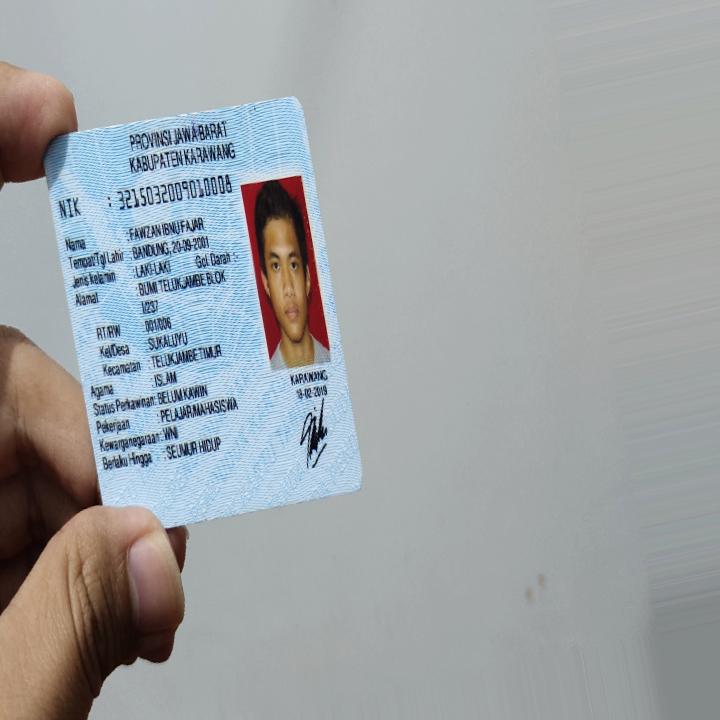 PROVINSI JAWA BARAT
KABUPATEN KARAWANG
NIK : 3215032009010008
Nama : FAWZAN IBNU FAJAR
Tempat/Tgl Lahir : BANDUNG, 20-09-2001
Jenis kelamin : LAKI-LAKI Gol. Darah : -
Alamat : BUMI TELUKJAMBE BLOK
I/237
RT/RW : 001/006
Kel/Desa : SUKALUYU
Kecamatan : TELUKJAMBE TIMUR
Agama : ISLAM
Status Perkawinan: BELUM KAWIN
Pekerjaan : PELAJAR/MAHASISWA
Kewarganegaraan: WNI
Berlaku Hingga : SEUMUR HIDUP
KARAWANG
18-02-2019